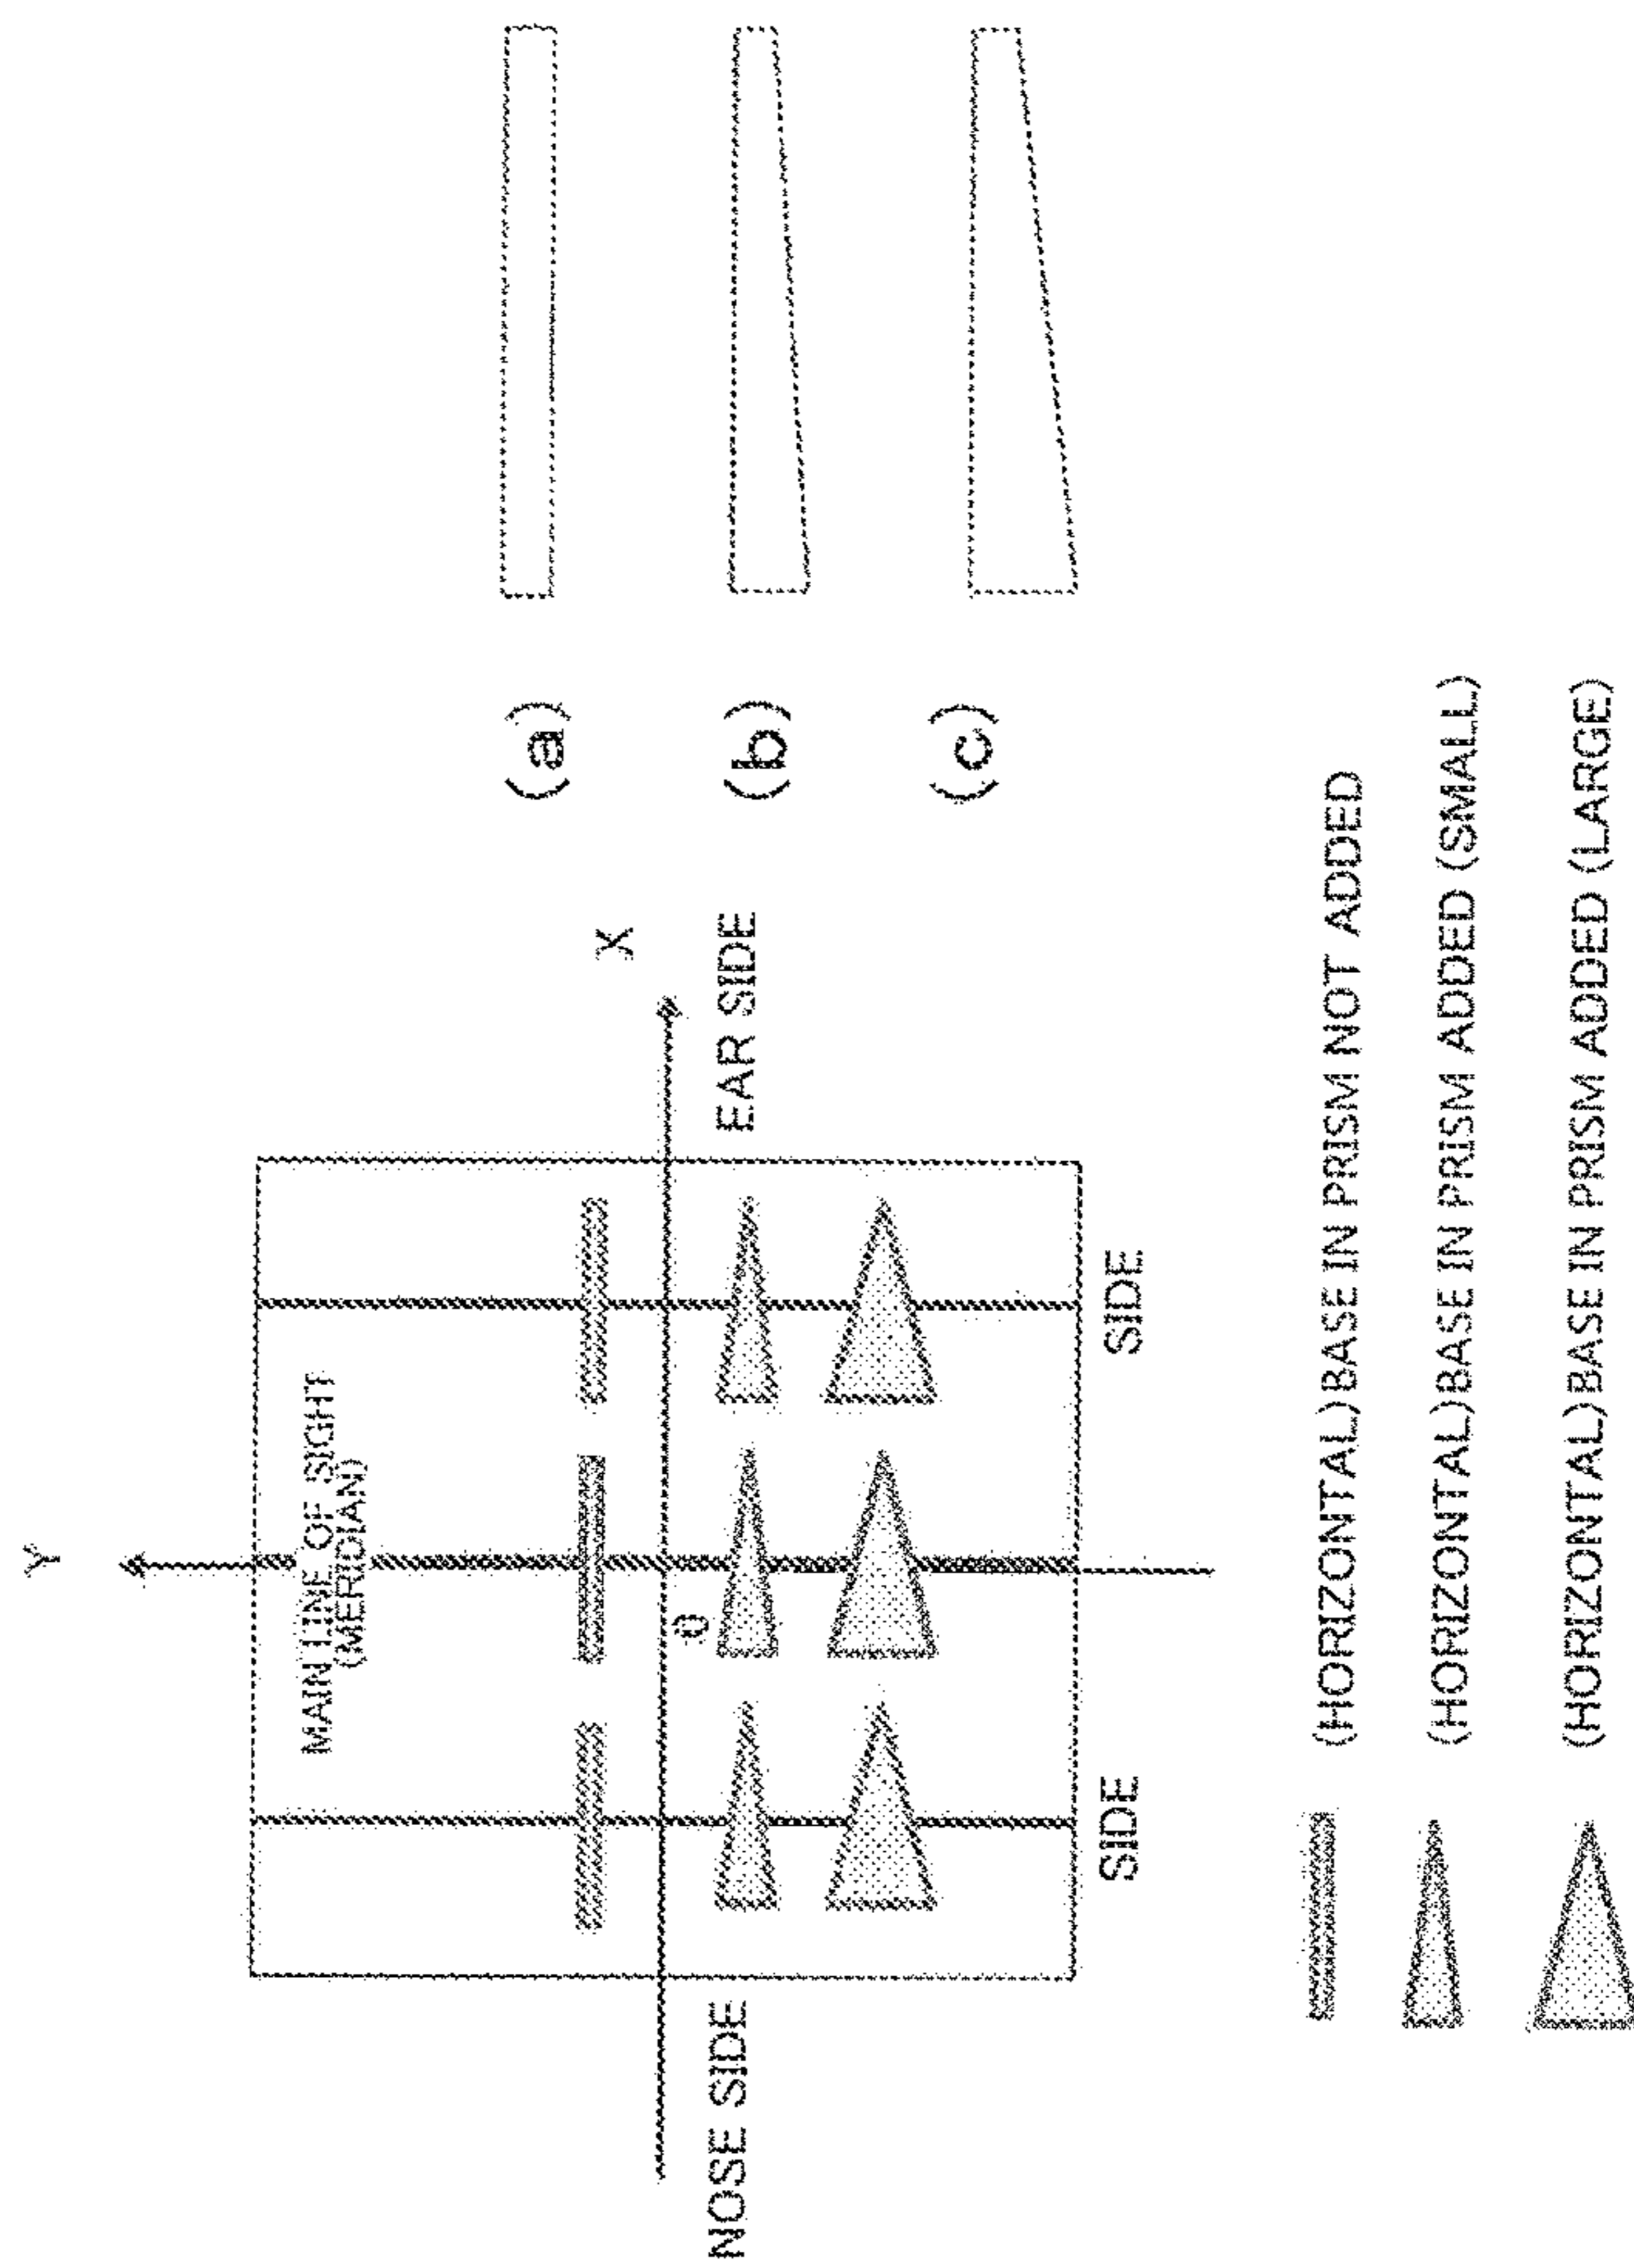 Y
MAIN LINE OF SIGHT
(MERIDIAN)
(a)
X
0
NOSE SIDE
EAR SIDE
(b)
(c)
SIDE
SIDE
(HORIZONTAL)BASE IN PRISM NOT ADDED
(HORIZONTAL)BASE IN PRISM ADDED (SMALL)
(HORIZONTAL)BASE IN PRISM ADDED (LARGE)